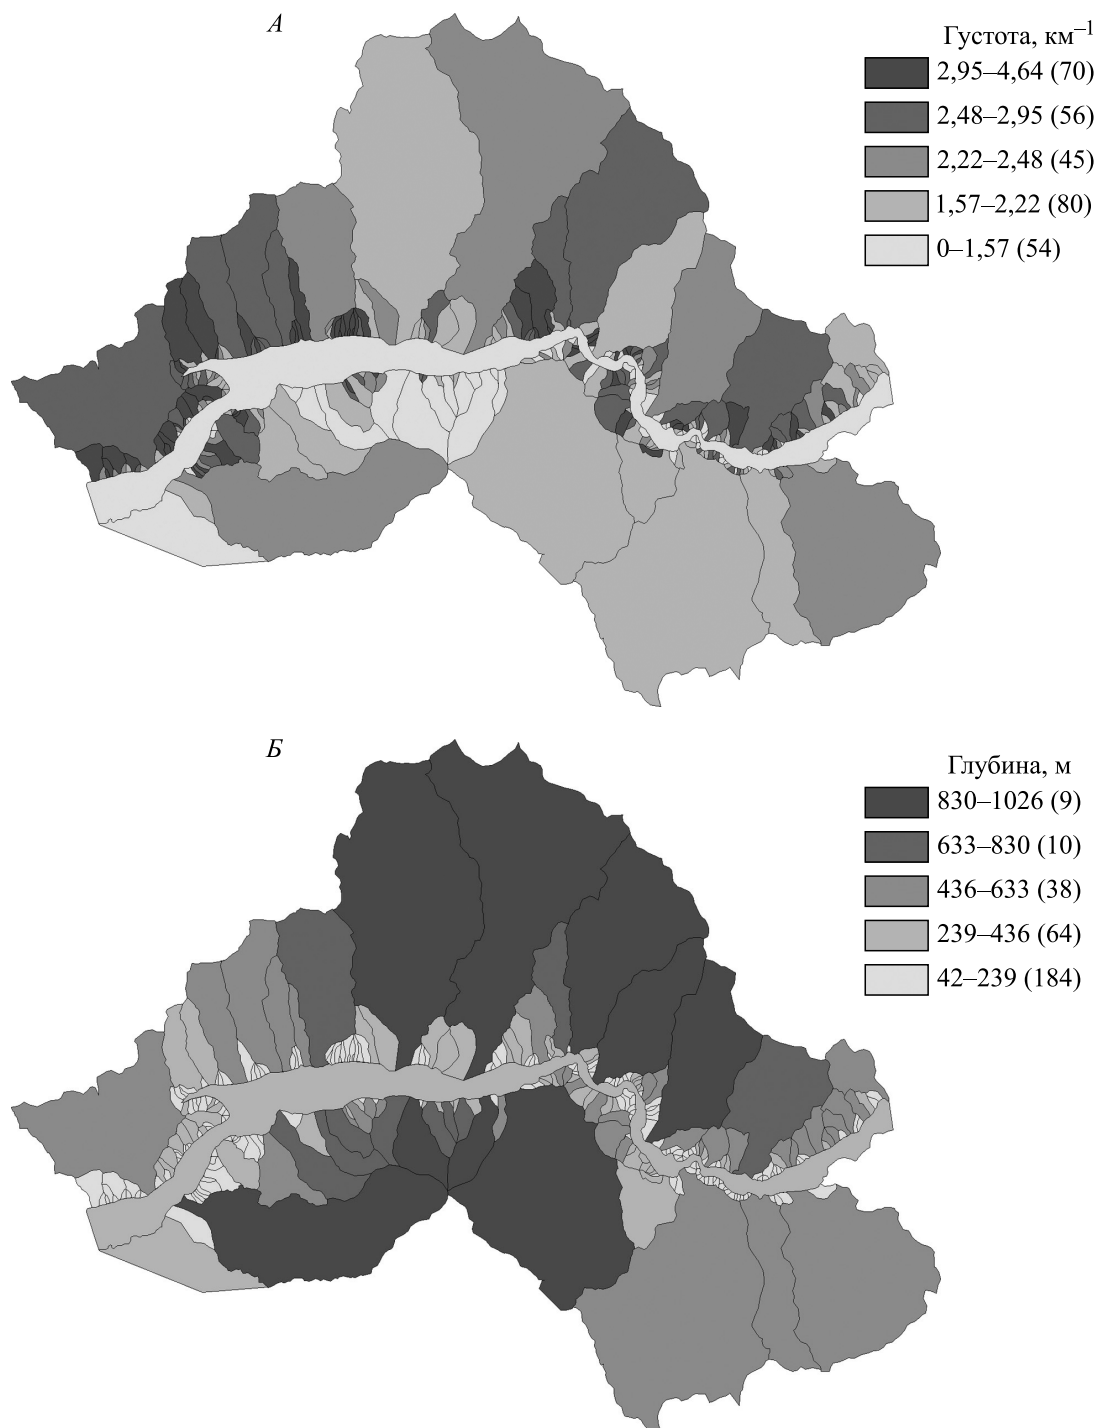 А
Густота, км–1
2,95–4,64 (70)
2,48–2,95 (56)
2,22–2,48 (45)
1,57–2,22 (80)
0–1,57 (54)
Б
Глубина, м
830–1026 (9)
633–830 (10)
436–633 (38)
239–436 (64)
42–239 (184)